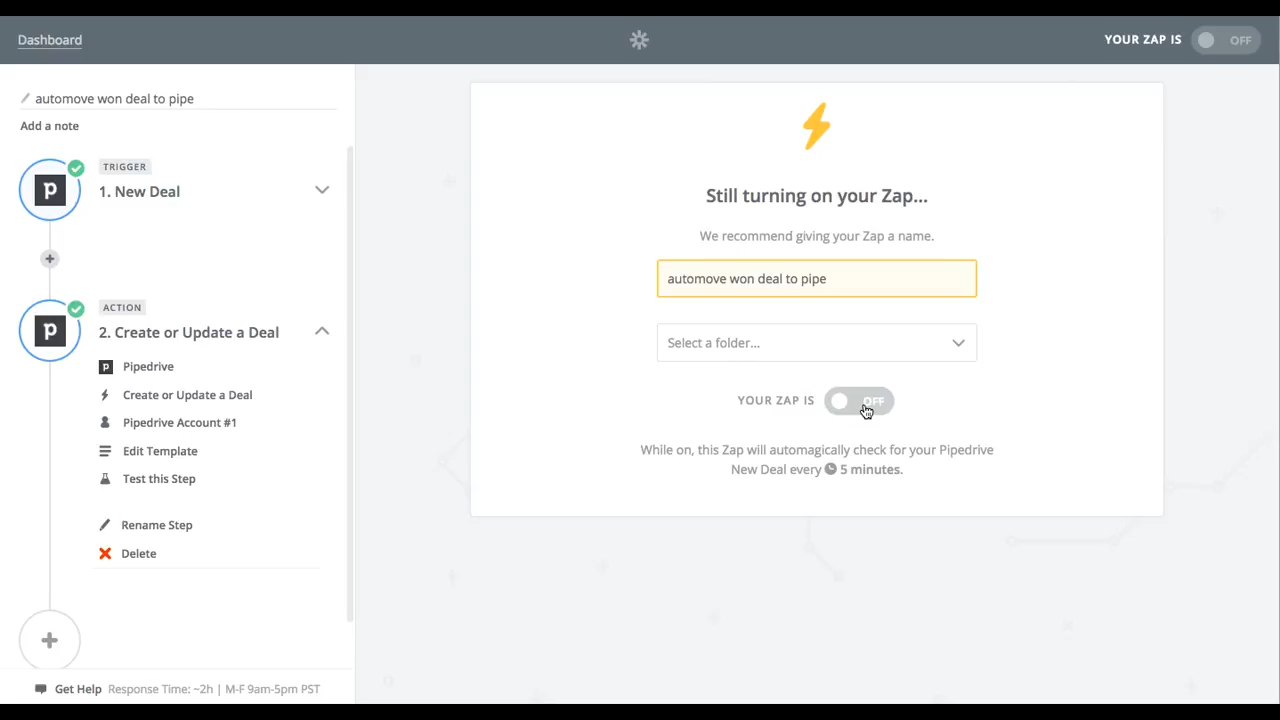 Dashboard
YOUR ZAP IS OFF
automove won deal to pipe
Add a note
TRIGGER
p
1. New Deal
ACTION
p
2. Create or Update a Deal
p Pipedrive
Create or Update a Deal
Pipedrive Account #1
Edit Template
Test this Step
Rename Step
Delete
Get Help Response Time: ~2h | M-F 9am-5pm PST
Still turning on your Zap...
We recommend giving your Zap a name.
automove won deal to pipe
Select a folder...
YOUR ZAP IS OFF
While on, this Zap will automagically check for your Pipedrive
New Deal every 5 minutes.